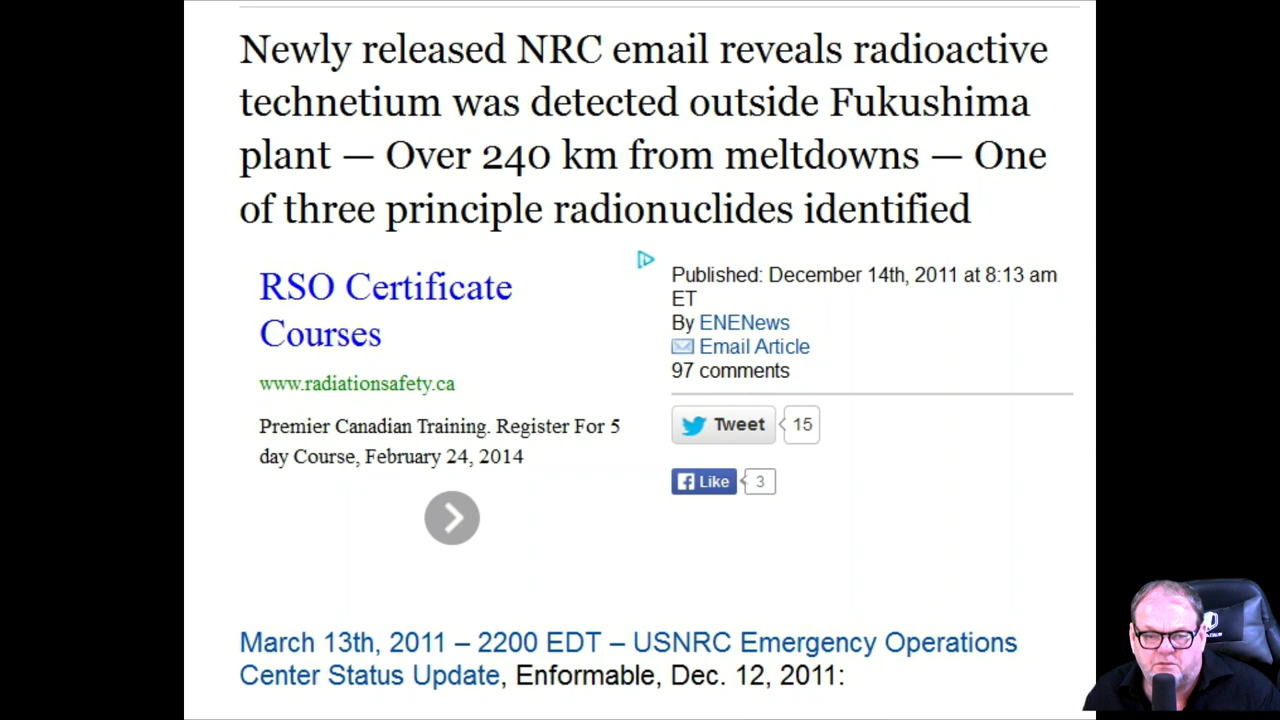 Newly released NRC email reveals radioactive
technetium was detected outside Fukushima
plant — Over 240 km from meltdowns — One
of three principle radionuclides identified
RSO Certificate
Courses
www.radiationsafety.ca
Premier Canadian Training. Register For 5
day Course, February 24, 2014
Published: December 14th, 2011 at 8:13 am
ET
By ENENews
Email Article
97 comments
Tweet 15
Like 3
March 13th, 2011 – 2200 EDT – USNRC Emergency Operations
Center Status Update, Enformable, Dec. 12, 2011: